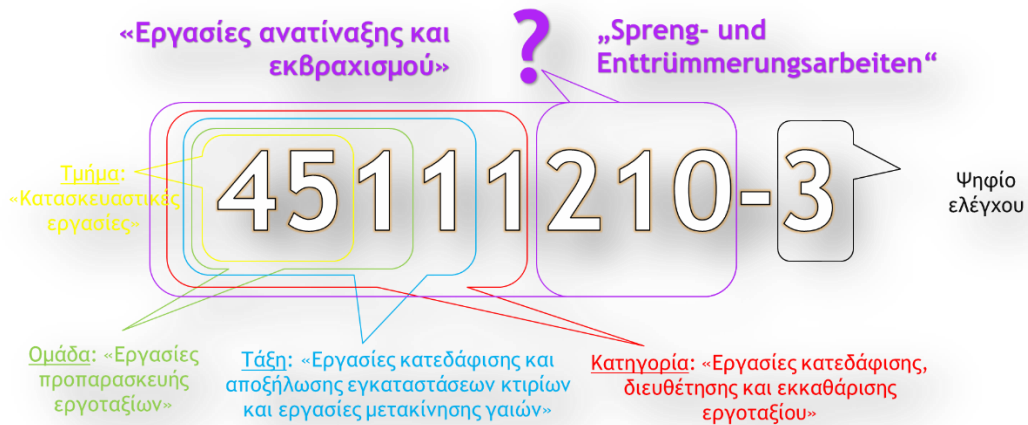 «Εργασίες ανατίναξης και
εκβραχισμού»
?
„Spreng- und
Enttrümmerungsarbeiten“
45111210-3
Τμήμα:
«Κατασκευαστικές
εργασίες»
Ψηφίο
ελέγχου
Ομάδα: «Εργασίες
προπαρασκευής
εργοταξίων»
Τάξη: «Εργασίες κατεδάφισης και
αποξήλωσης εγκαταστάσεων κτιρίων
και εργασίες μετακίνησης γαιών»
Κατηγορία: «Εργασίες κατεδάφισης,
διευθέτησης και εκκαθάρισης
εργοταξίου»